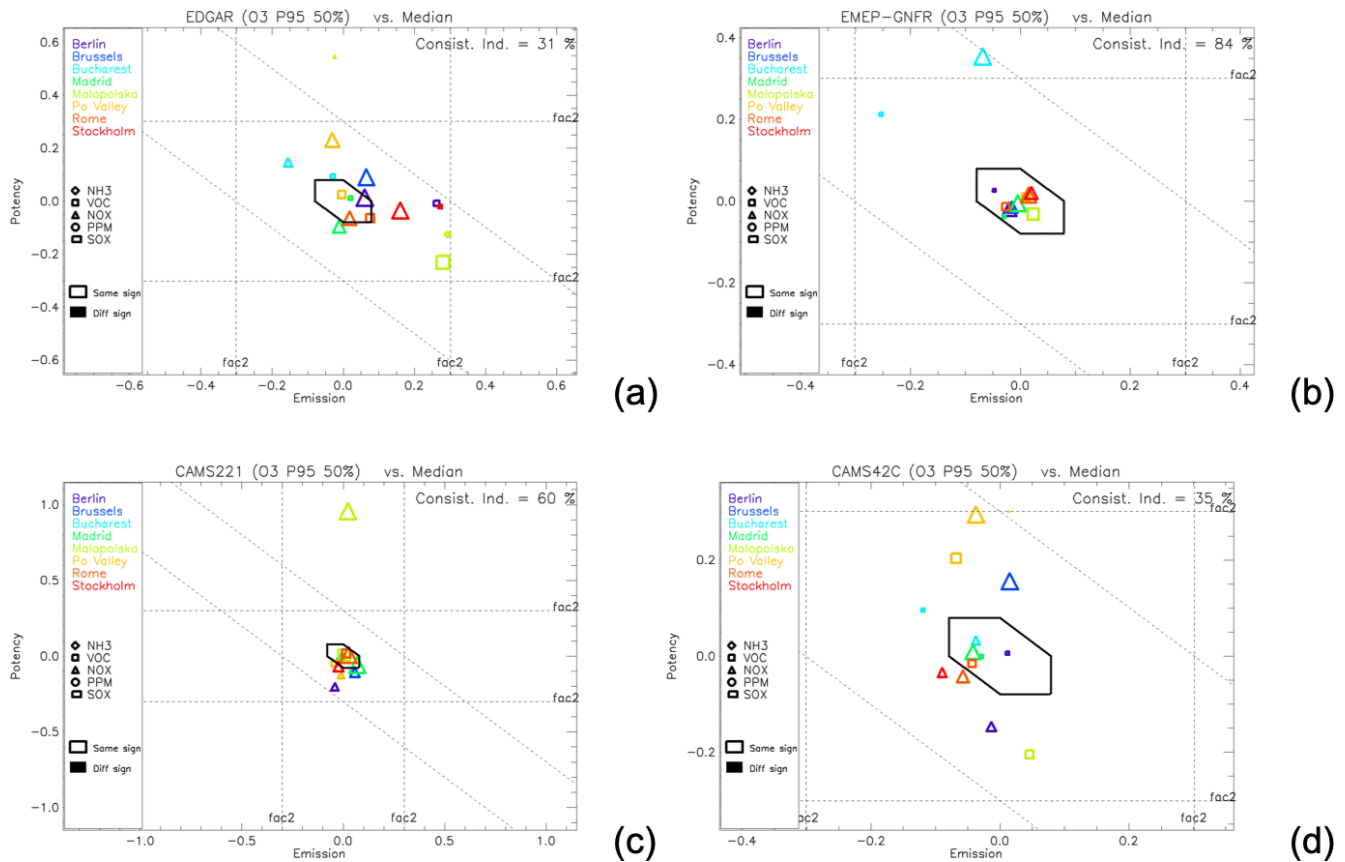 EDGAR (O3 P95 50%) vs. Median
Consist. Ind. = 31 %
Berlin
Brussels
Bucharest
Madrid
Malopolska
Po Valley
Rome
Stockholm
NH3
VOC
NOX
PPM
SOX
Same sign
Diff sign
fac2
fac2
fac2
fac2
Potency
0.6
0.4
0.2
0.0
−0.2
−0.4
−0.6
−0.6
−0.4
−0.2
0.0
0.2
0.4
0.6
Emission
(a)
EMEP−GNFR (O3 P95 50%) vs. Median
Consist. Ind. = 84 %
Berlin
Brussels
Bucharest
Madrid
Malopolska
Po Valley
Rome
Stockholm
NH3
VOC
NOX
PPM
SOX
Same sign
Diff sign
fac2
fac2
fac2
fac2
Potency
0.4
0.2
0.0
−0.2
−0.4
−0.4
−0.2
0.0
0.2
0.4
Emission
(b)
CAMS221 (O3 P95 50%) vs. Median
Consist. Ind. = 60 %
Berlin
Brussels
Bucharest
Madrid
Malopolska
Po Valley
Rome
Stockholm
NH3
VOC
NOX
PPM
SOX
Same sign
Diff sign
fac2
fac2
fac2
fac2
Potency
1.0
0.5
0.0
−0.5
−1.0
−1.0
−0.5
0.0
0.5
1.0
Emission
(c)
CAMS42C (O3 P95 50%) vs. Median
Consist. Ind. = 35 %
Berlin
Brussels
Bucharest
Madrid
Malopolska
Po Valley
Rome
Stockholm
NH3
VOC
NOX
PPM
SOX
Same sign
Diff sign
fac2
fac2
fac2
fac2
Potency
0.2
0.0
−0.2
−0.4
−0.2
0.0
0.2
Emission
(d)